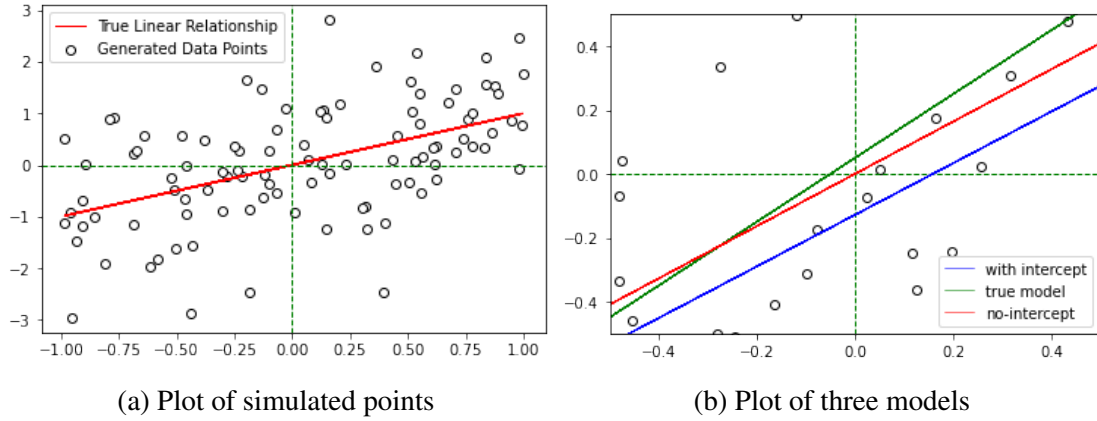 3
2
1
0
−1
−2
−3
True Linear Relationship
Generated Data Points
−1.00 −0.75 −0.50 −0.25 0.00 0.25 0.50 0.75 1.00
(a) Plot of simulated points
0.4
0.2
0.0
−0.2
−0.4
with intercept
true model
no-intercept
−0.4 −0.2 0.0 0.2 0.4
(b) Plot of three models